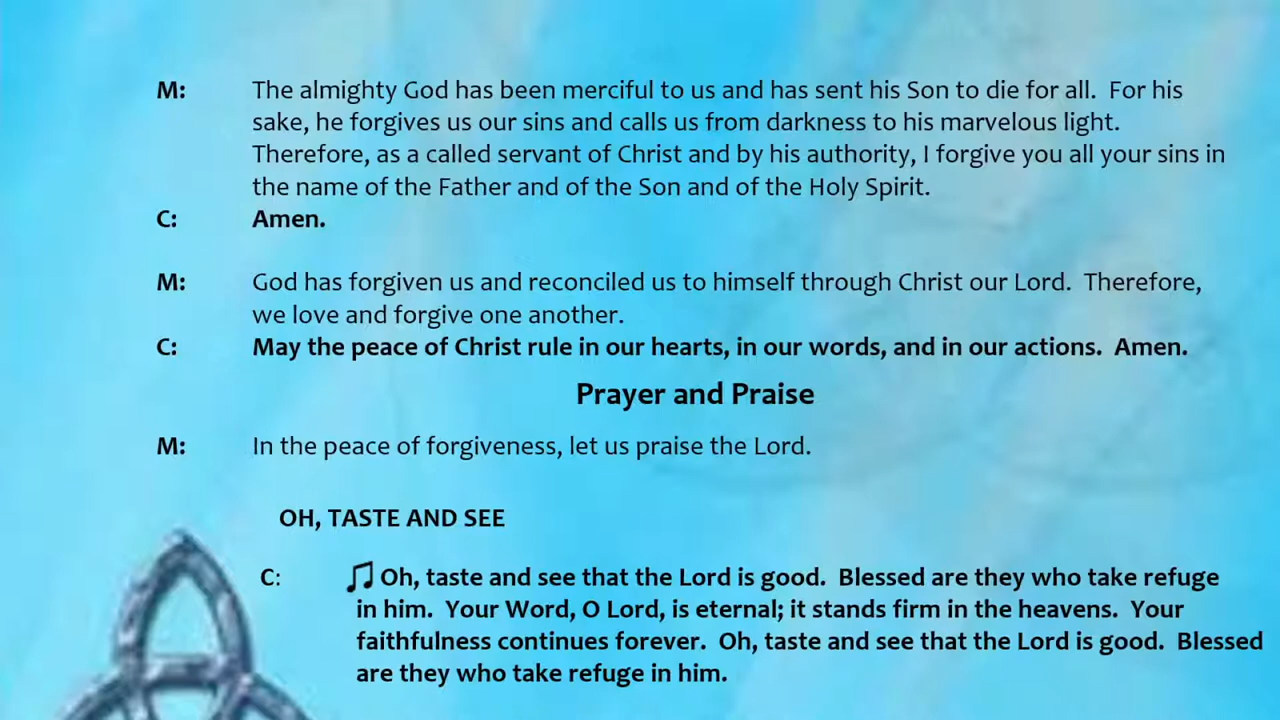 M: The almighty God has been merciful to us and has sent his Son to die for all.  For his
sake, he forgives us our sins and calls us from darkness to his marvelous light.
Therefore, as a called servant of Christ and by his authority, I forgive you all your sins in
the name of the Father and of the Son and of the Holy Spirit.
C: Amen.
M: God has forgiven us and reconciled us to himself through Christ our Lord.  Therefore,
we love and forgive one another.
C: May the peace of Christ rule in our hearts, in our words, and in our actions.  Amen.
Prayer and Praise
M: In the peace of forgiveness, let us praise the Lord.
OH, TASTE AND SEE
C: ♫ Oh, taste and see that the Lord is good.  Blessed are they who take refuge
in him.  Your Word, O Lord, is eternal; it stands firm in the heavens.  Your
faithfulness continues forever.  Oh, taste and see that the Lord is good.  Blessed
are they who take refuge in him.